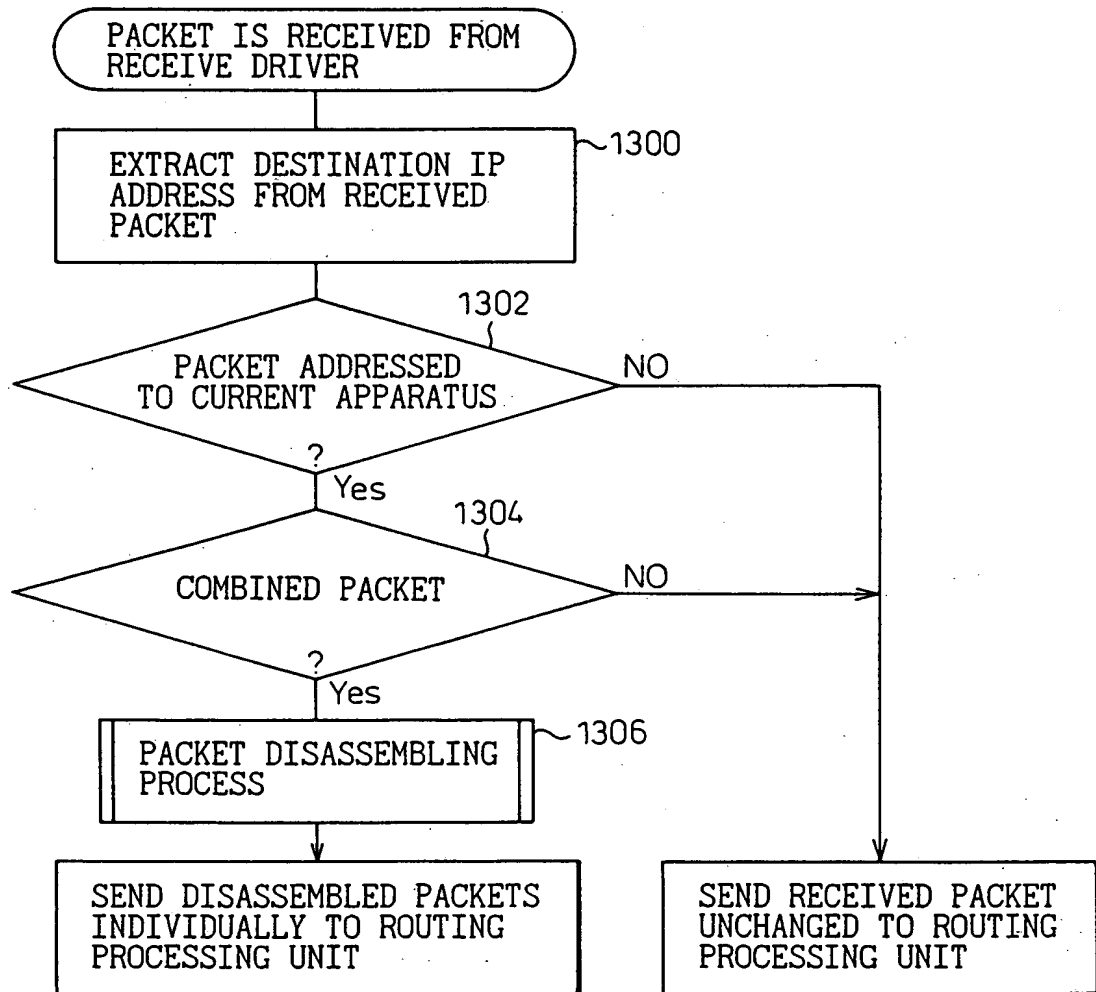 PACKET IS RECEIVED FROM
RECEIVE DRIVER
1300
EXTRACT DESTINATION IP
ADDRESS FROM RECEIVED
PACKET
1302
PACKET ADDRESSED
TO CURRENT APPARATUS
?
NO
Yes
1304
COMBINED PACKET
?
NO
Yes
1306
PACKET DISASSEMBLING
PROCESS
SEND DISASSEMBLED PACKETS
INDIVIDUALLY TO ROUTING
PROCESSING UNIT
SEND RECEIVED PACKET
UNCHANGED TO ROUTING
PROCESSING UNIT